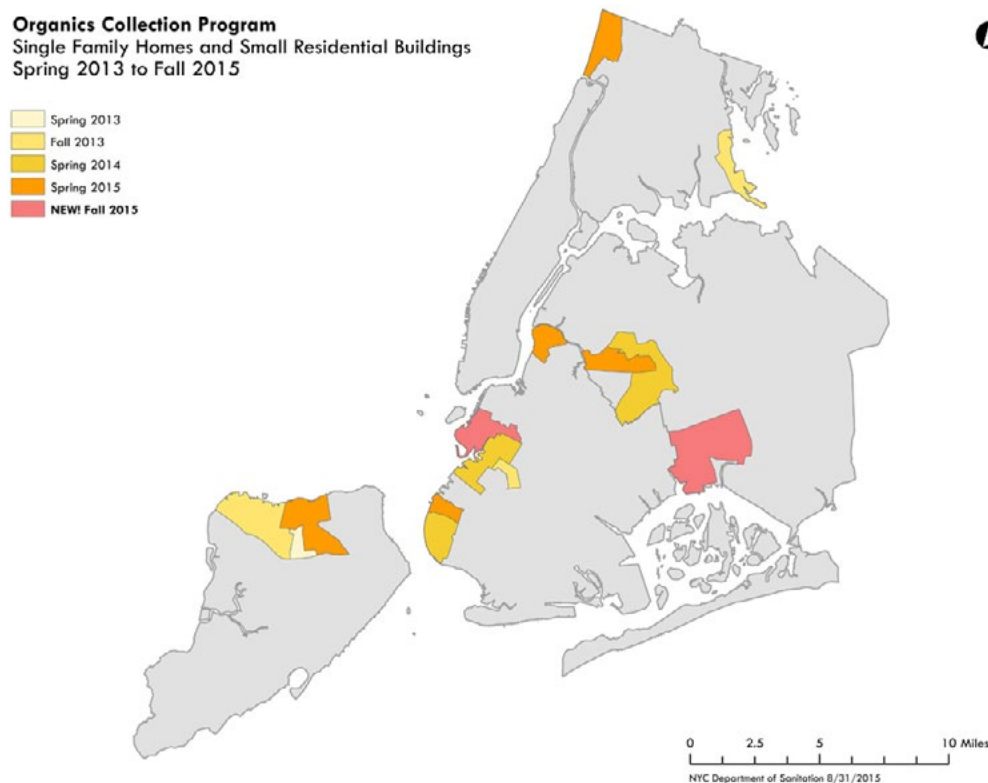 Organics Collection Program
Single Family Homes and Small Residential Buildings
Spring 2013 to Fall 2015
Spring 2013
Fall 2013
Spring 2014
Spring 2015
NEW! Fall 2015
0 2.5 5 10 Miles
NYC Department of Sanitation 8/31/2015